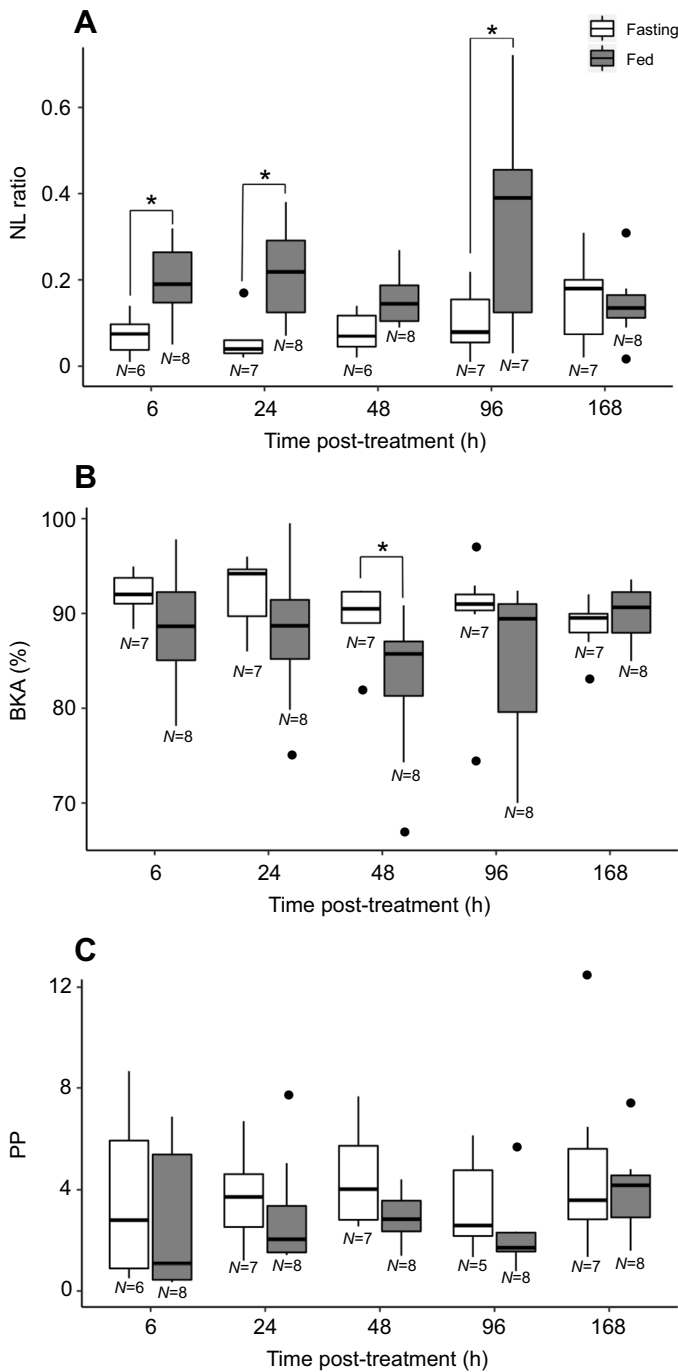 A
Fasting
Fed
NL ratio
0.6
0.4
0.2
0
*
*
*
N=6
N=8
N=7
N=8
N=6
N=8
N=7
N=7
N=7
N=8
6
24
48
96
168
Time post-treatment (h)
B
BKA (%)
100
90
80
70
*
N=7
N=8
N=7
N=8
N=7
N=8
N=7
N=8
N=7
N=8
6
24
48
96
168
Time post-treatment (h)
C
PP
12
8
4
0
N=6
N=8
N=7
N=8
N=7
N=8
N=5
N=8
N=7
N=8
6
24
48
96
168
Time post-treatment (h)